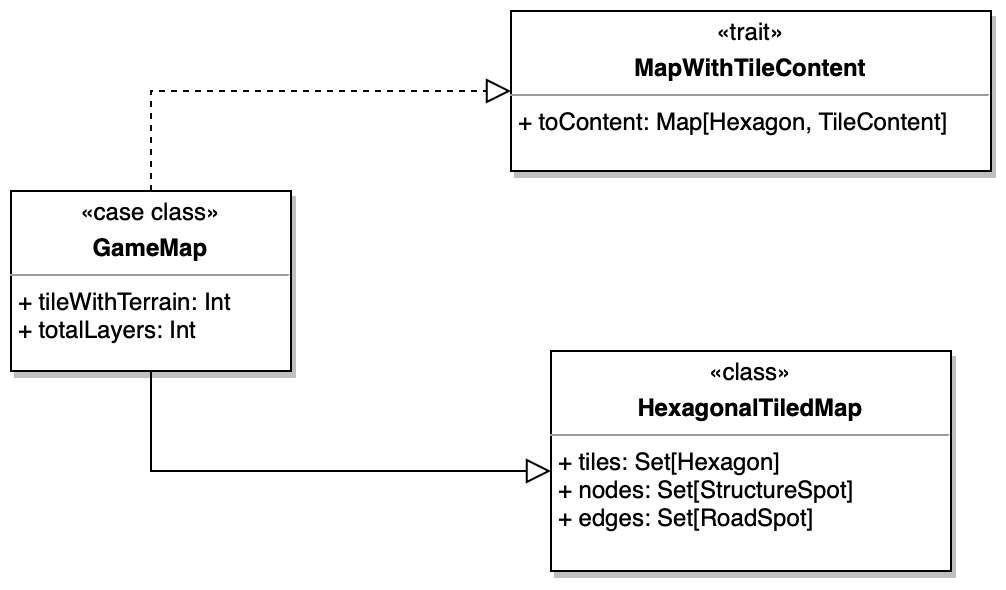 «trait»
MapWithTileContent
+ toContent: Map[Hexagon, TileContent]
«case class»
GameMap
+ tileWithTerrain: Int
+ totalLayers: Int
«class»
HexagonalTiledMap
+ tiles: Set[Hexagon]
+ nodes: Set[StructureSpot]
+ edges: Set[RoadSpot]